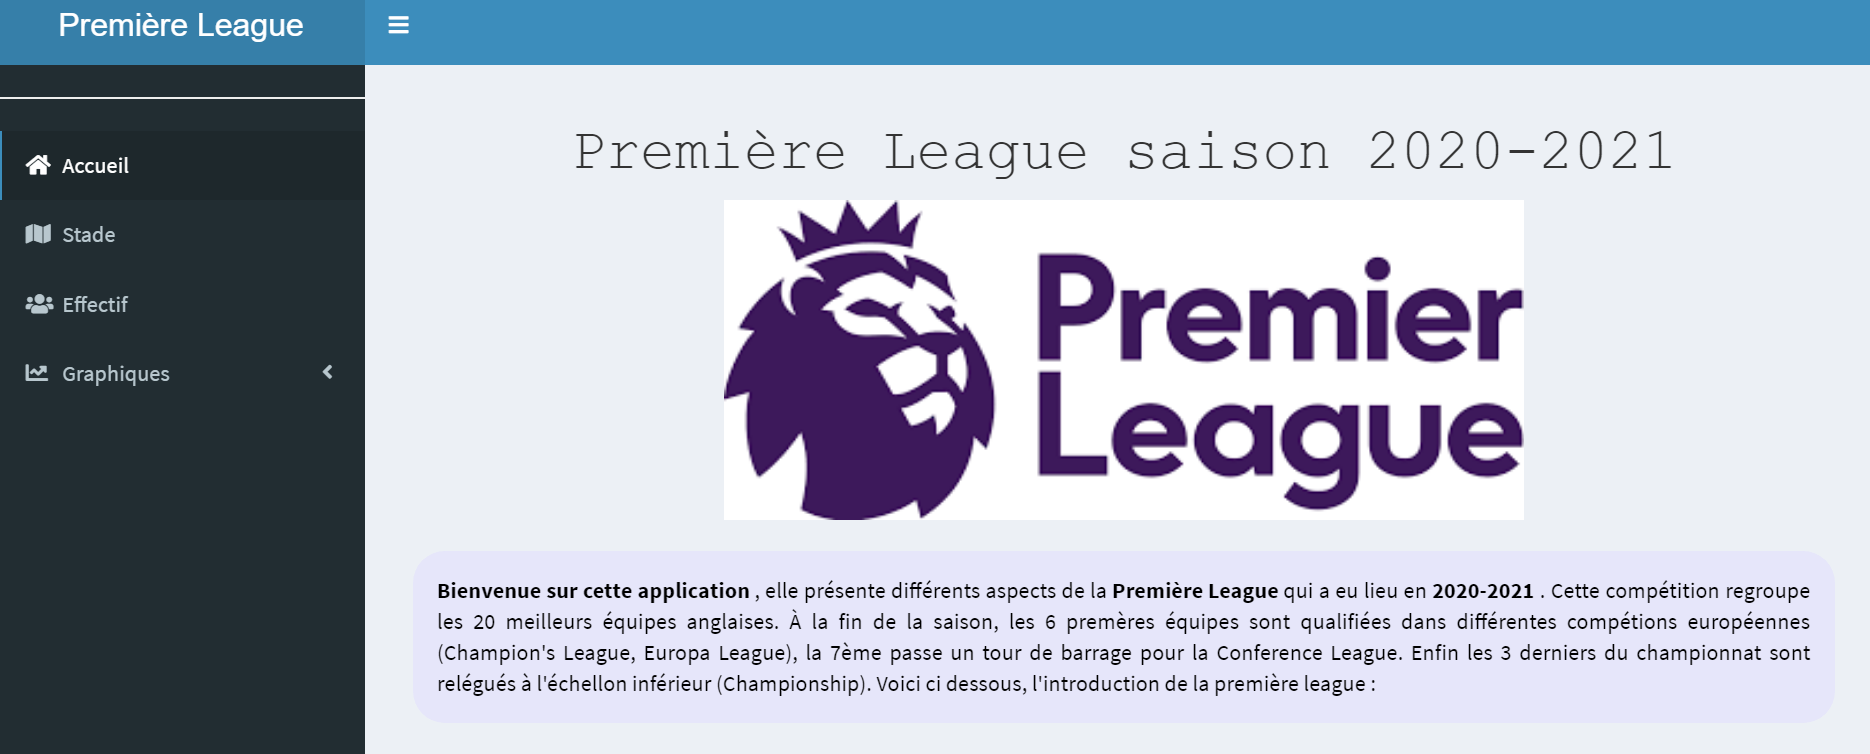 Première League
Accueil
Stade
Effectif
Graphiques
Première League saison 2020-2021
Premier
League
Bienvenue sur cette application , elle présente différents aspects de la Première League qui a eu lieu en 2020-2021 . Cette compétition regroupe
les 20 meilleurs équipes anglaises. À la fin de la saison, les 6 premères équipes sont qualifiées dans différentes compétions européennes
(Champion's League, Europa League), la 7ème passe un tour de barrage pour la Conference League. Enfin les 3 derniers du championnat sont
relégués à l'échellon inférieur (Championship). Voici ci dessous, l'introduction de la première league :